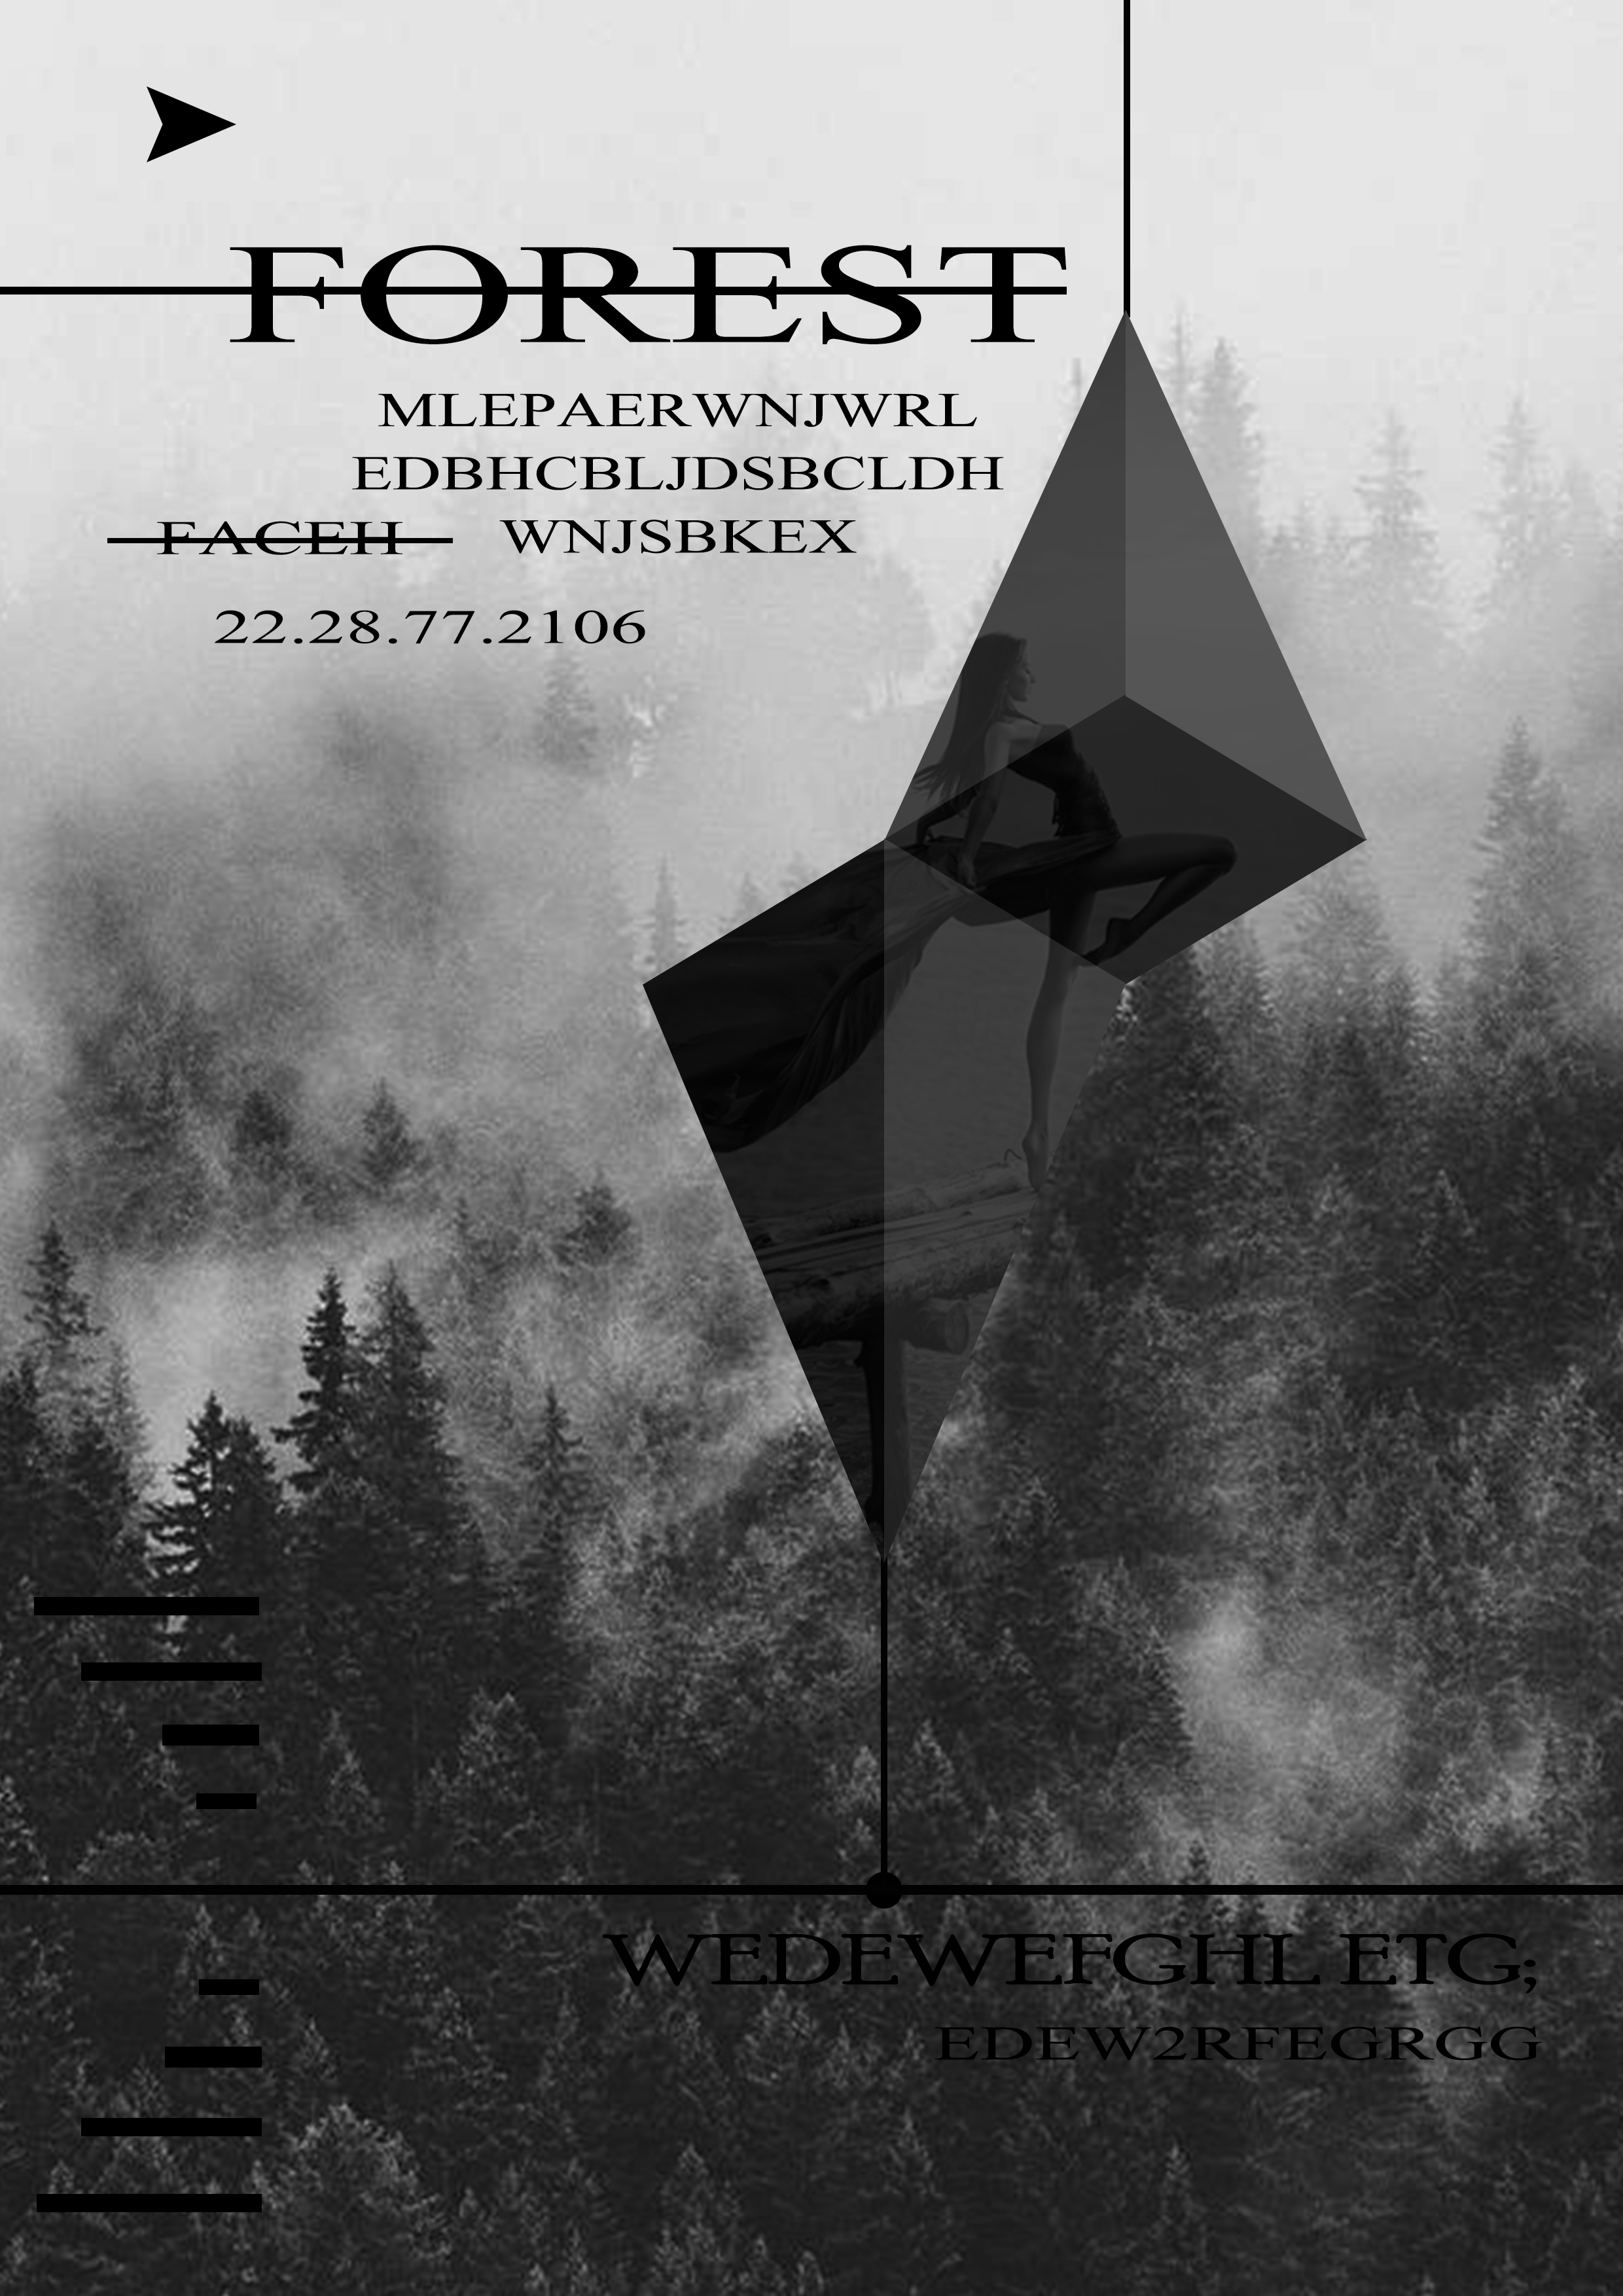 FOREST
MLEPAERWNJWRL
EDBHCBLJDSBCLDH
FACEH WNJSBKEX
22.28.77.2106
WEDEWEFGHL ETG;
EDEW2RFEGRGG